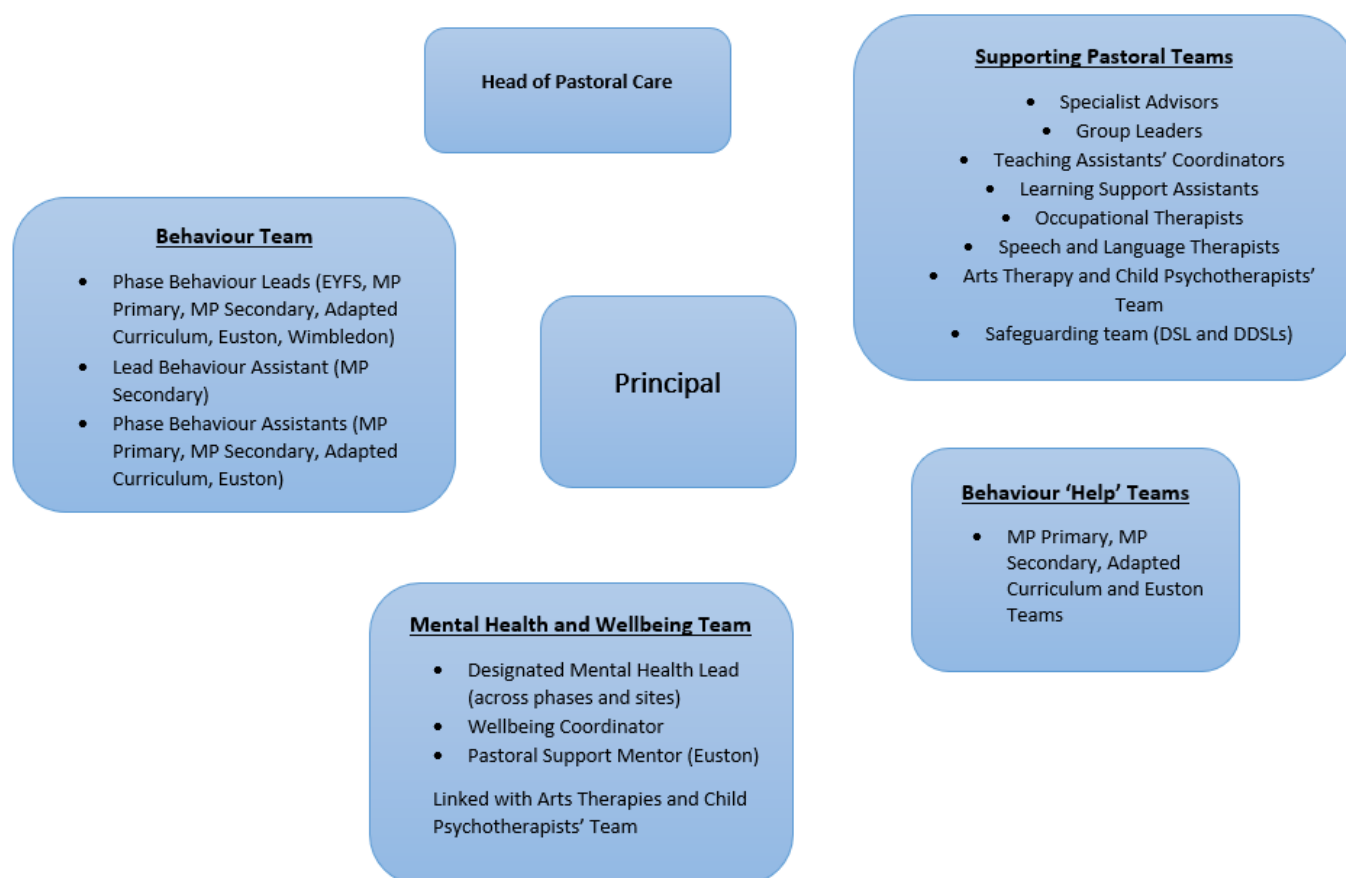 Head of Pastoral Care
Supporting Pastoral Teams
• Specialist Advisors
• Group Leaders
• Teaching Assistants’ Coordinators
• Learning Support Assistants
• Occupational Therapists
• Speech and Language Therapists
• Arts Therapy and Child Psychotherapists’
Team
• Safeguarding team (DSL and DDSLs)
Behaviour Team
• Phase Behaviour Leads (EYFS, MP
Primary, MP Secondary, Adapted
Curriculum, Euston, Wimbledon)
• Lead Behaviour Assistant (MP
Secondary)
• Phase Behaviour Assistants (MP
Primary, MP Secondary, Adapted
Curriculum, Euston)
Principal
Behaviour ‘Help’ Teams
• MP Primary, MP
Secondary, Adapted
Curriculum and Euston
Teams
Mental Health and Wellbeing Team
• Designated Mental Health Lead
(across phases and sites)
• Wellbeing Coordinator
• Pastoral Support Mentor (Euston)
Linked with Arts Therapies and Child
Psychotherapists’ Team